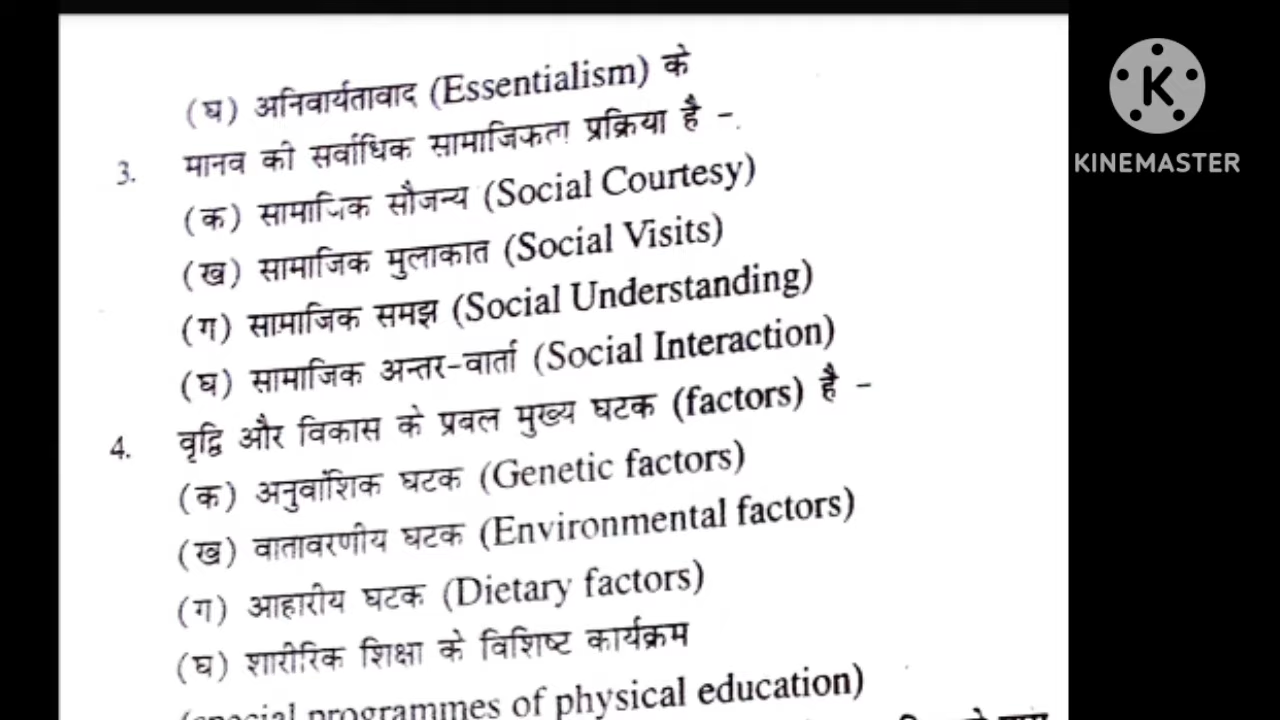 (घ) अनिवार्यतावाद (Essentialism) के
3. मानव की सर्वाधिक सामाजिकता प्रक्रिया है -
(क) सामाजिक सौजन्य (Social Courtesy)
(ख) सामाजिक मुलाकात (Social Visits)
(ग) सामाजिक समझ (Social Understanding)
(घ) सामाजिक अन्तर-वार्ता (Social Interaction)
4. वृद्वि और विकास के प्रवल मुख्य घटक (factors) है -
(क) अनुवांशिक घटक (Genetic factors)
(ख) वातावरणीय घटक (Environmental factors)
(ग) आहारीय घटक (Dietary factors)
(घ) शारीरिक शिक्षा के विशिष्ट कार्यक्रम
(special programmes of physical education)
K
KINEMASTER